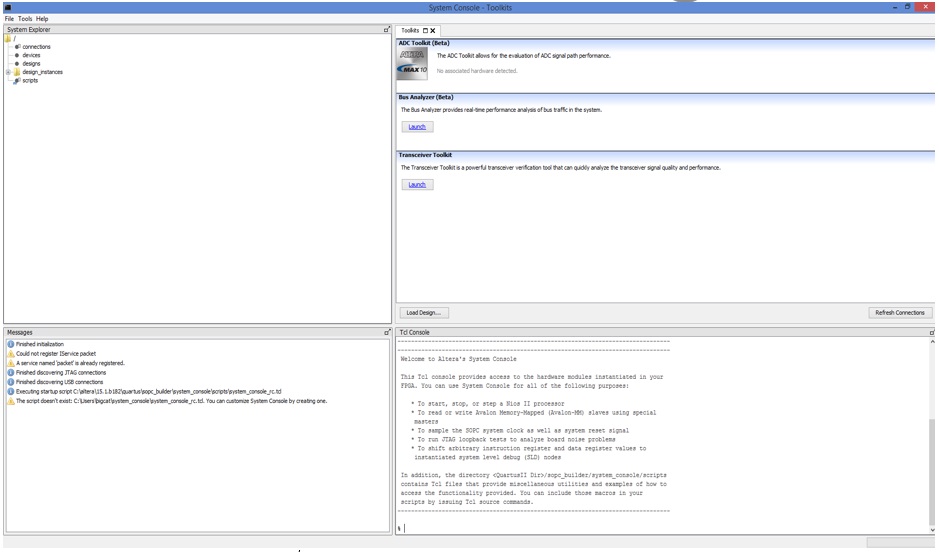 System Console - Toolkits
File Tools Help
System Explorer
/
connections
devices
designs
design_instances
scripts
Toolkits
ADC Toolkit (Beta)
ALTERA
MAX 10
The ADC Toolkit allows for the evaluation of ADC signal path performance.
No associated hardware detected.
Bus Analyzer (Beta)
The Bus Analyzer provides real-time performance analysis of bus traffic in the system.
Launch
Transceiver Toolkit
The Transceiver Toolkit is a powerful transceiver verification tool that can quickly analyze the transceiver signal quality and performance.
Launch
Load Design...
Refresh Connections
Messages
Finished initialization
Could not register IService packet
A service named 'packet' is already registered.
Finished discovering JTAG connections
Finished discovering USB connections
Executing startup script C:\altera\15.1.b182\quartus\sopc_builder\system_console\scripts\system_console_rc.tcl
The script doesn't exist: C:\Users\bigcat\system_console\system_console_rc.tcl. You can customize System Console by creating one.
Tcl Console
-----------------------------------------------------------------------
-----------------------------------------------------------------------
Welcome to Altera's System Console
This Tcl console provides access to the hardware modules instantiated in your
FPGA. You can use System Console for all of the following purposes:
* To start, stop, or step a Nios II processor
* To read or write Avalon Memory-Mapped (Avalon-MM) slaves using special
masters
* To sample the SOPC system clock as well as system reset signal
* To run JTAG loopback tests to analyze board noise problems
* To shift arbitrary instruction and data register values to
instantiated system level debug (SLD) nodes
In addition, the directory <QuartusII Dir>/sopc_builder/system_console/scripts
contains Tcl files that provide miscellaneous utilities and examples of how to
access the functionality provided. You can include those macros in your
scripts by issuing Tcl source commands.
-----------------------------------------------------------------------
%